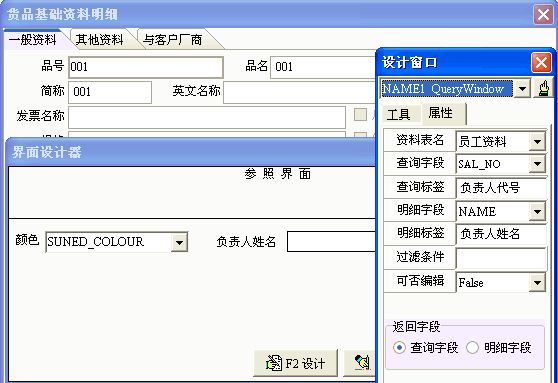 货品基础资料明细
一般资料 其他资料 与客户厂商
品号 001 品名 001
简称 001 英文名称
发票名称
界面设计器
参 照 界 面
颜色 SUNED_COLOUR 负责人姓名
F2 设计
设计窗口
NAME1_QueryWindow
工具 属性
资料表名 员工资料
查询字段 SAL_NO
查询标签 负责人代号
明细字段 NAME
明细标签 负责人姓名
过滤条件
可否编辑 False
返回字段
查询字段 明细字段